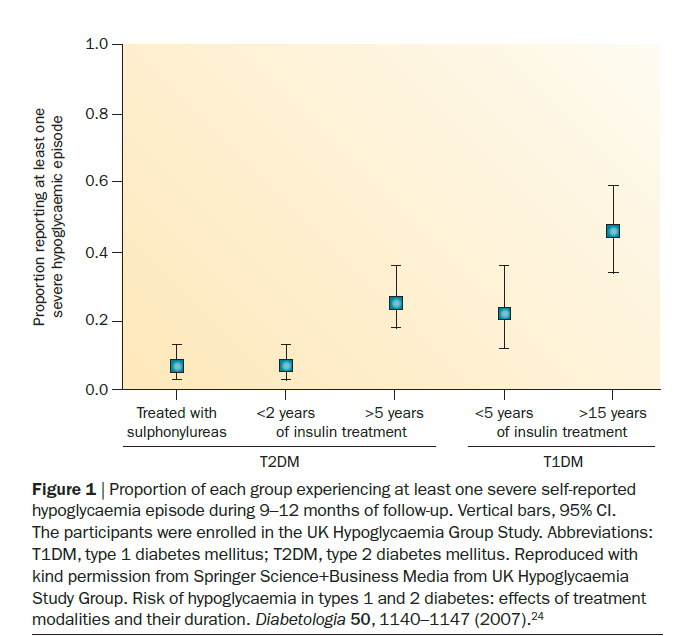 Proportion reporting at least one
severe hypoglycaemic episode
1.0
0.8
0.6
0.4
0.2
0.0
Treated with
sulphonylureas
<2 years
>5 years
of insulin treatment
<5 years
>15 years
of insulin treatment
T2DM
T1DM
Figure 1 | Proportion of each group experiencing at least one severe self-reported
hypoglycaemia episode during 9–12 months of follow-up. Vertical bars, 95% CI.
The participants were enrolled in the UK Hypoglycaemia Group Study. Abbreviations:
T1DM, type 1 diabetes mellitus; T2DM, type 2 diabetes mellitus. Reproduced with
kind permission from Springer Science+Business Media from UK Hypoglycaemia
Study Group. Risk of hypoglycaemia in types 1 and 2 diabetes: effects of treatment
modalities and their duration. Diabetologia 50, 1140–1147 (2007).24